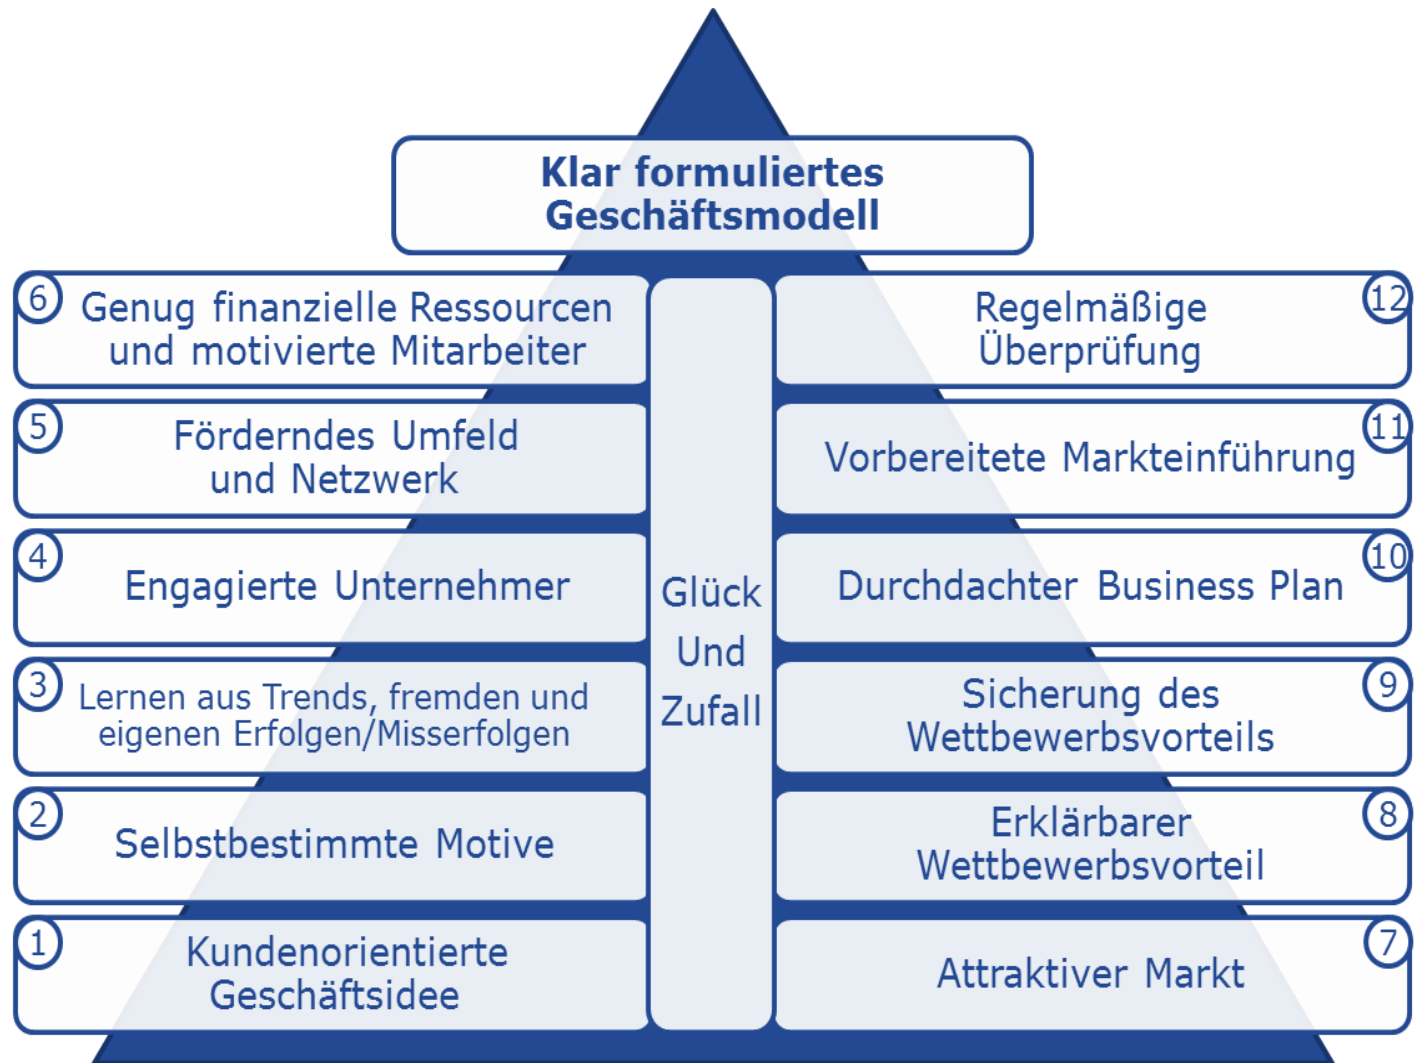 Klar formuliertes
Geschäftsmodell
6
Genug finanzielle Ressourcen
und motivierte Mitarbeiter
5
Förderndes Umfeld
und Netzwerk
4
Engagierte Unternehmer
3
Lernen aus Trends, fremden und
eigenen Erfolgen/Misserfolgen
2
Selbstbestimmte Motive
1
Kundenorientierte
Geschäftsidee
Glück
Und
Zufall
12
Regelmäßige
Überprüfung
11
Vorbereitete Markteinführung
10
Durchdachter Business Plan
9
Sicherung des
Wettbewerbsvorteils
8
Erklärbarer
Wettbewerbsvorteil
7
Attraktiver Markt